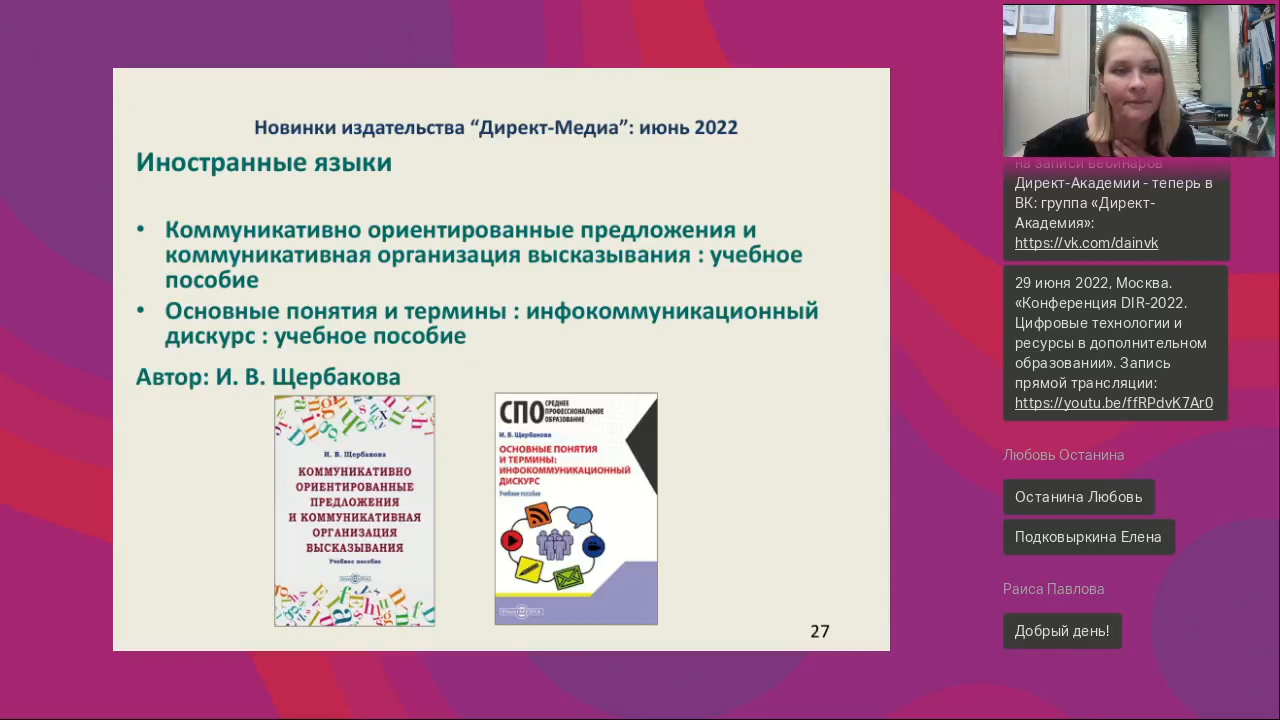 Новинки издательства “Директ-Медиа”: июнь 2022
Иностранные языки
• Коммуникативно ориентированные предложения и
коммуникативная организация высказывания : учебное
пособие
• Основные понятия и термины : инфокоммуникационный
дискурс : учебное пособие
Автор: И. В. Щербакова
И. В. Щербакова
КОММУНИКАТИВНО
ОРИЕНТИРОВАННЫЕ
ПРЕДЛОЖЕНИЯ
И КОММУНИКАТИВНАЯ
ОРГАНИЗАЦИЯ
ВЫСКАЗЫВАНИЯ
Учебное пособие
СПО
СРЕДНЕЕ
ПРОФЕССИОНАЛЬНОЕ
ОБРАЗОВАНИЕ
И. В. Щербакова
ОСНОВНЫЕ ПОНЯТИЯ
И ТЕРМИНЫ:
ИНФОКОММУНИКАЦИОННЫЙ
ДИСКУРС
Учебное пособие
27
на записи вебинаров
Директ-Академии - теперь в
ВК: группа «Директ-
Академия»:
https://vk.com/dainvk
29 июня 2022, Москва.
«Конференция DIR-2022.
Цифровые технологии и
ресурсы в дополнительном
образовании». Запись
прямой трансляции:
https://youtu.be/ffRPdvK7Ar0
Любовь Останина
Останина Любовь
Подковыркина Елена
Раиса Павлова
Добрый день!